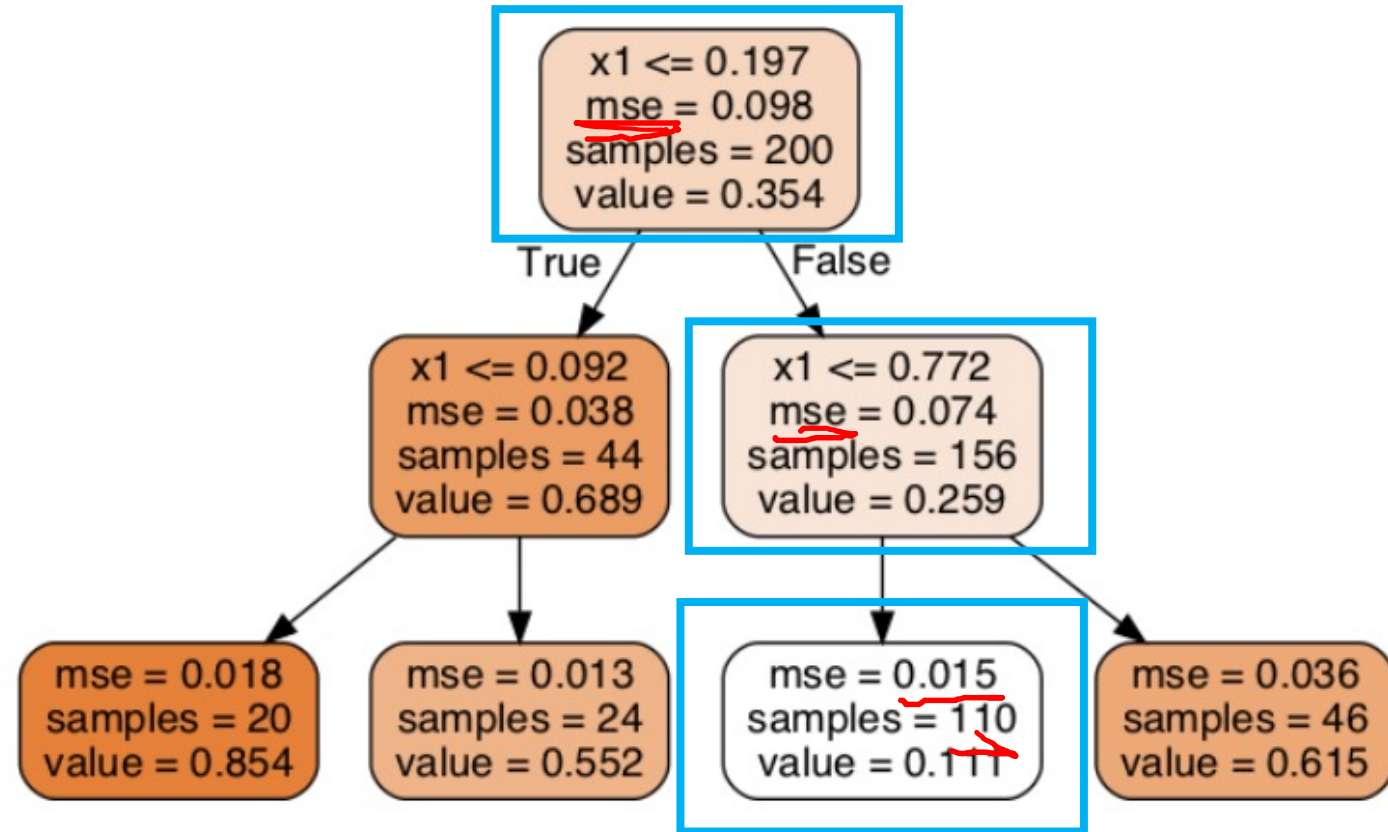 x1 <= 0.197
mse = 0.098
samples = 200
value = 0.354
True
False
x1 <= 0.092
mse = 0.038
samples = 44
value = 0.689
x1 <= 0.772
mse = 0.074
samples = 156
value = 0.259
mse = 0.018
samples = 20
value = 0.854
mse = 0.013
samples = 24
value = 0.552
mse = 0.015
samples = 110
value = 0.111
mse = 0.036
samples = 46
value = 0.615